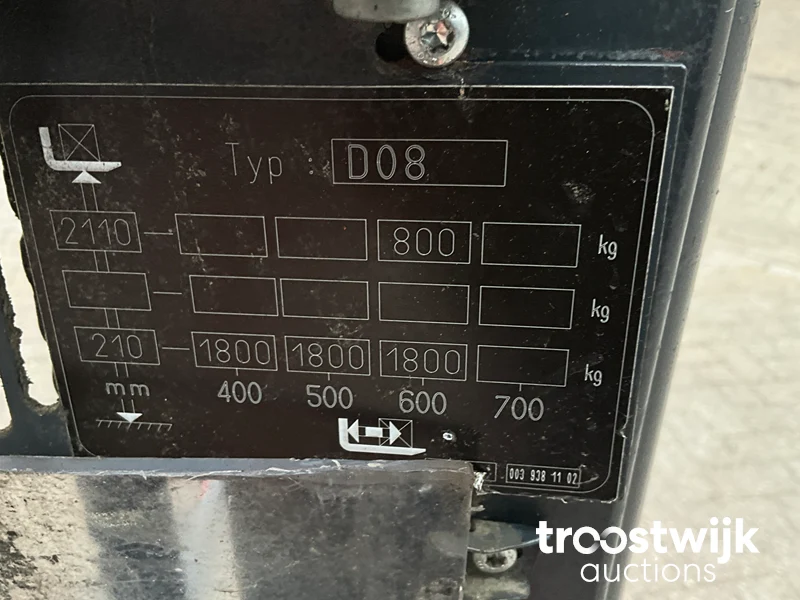 Typ : D08
2110 800 kg
kg
210 1800 1800 1800 kg
mm 400 500 600 700
003 938 11 02
troostwijk
auctions